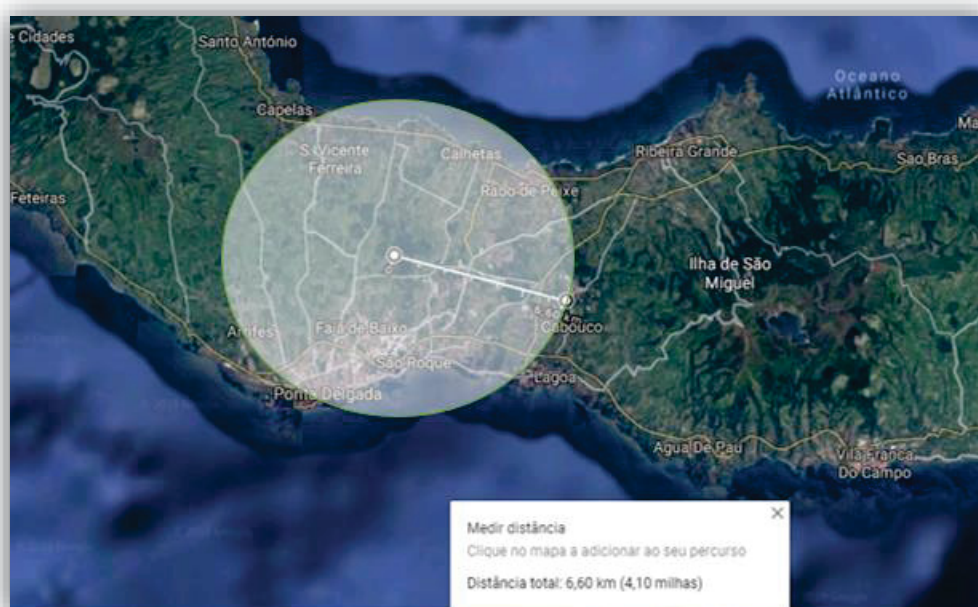 e Cidades
Santo António
Oceano
Atlântico
Capelas
S. Vicente
Ferreira
Calhetas
Ribeira Grande
Ma
Sao Bras
Rabo de Peixe
Feteiras
Ilha de São
Miguel
Arrifes
Fajã de Baixo
Cabouco
São Roque
Lagoa
Ponta Delgada
Agua De Pau
Vila Franca
Do Campo
Medir distância
Clique no mapa a adicionar ao seu percurso
Distância total: 6,60 km (4,10 milhas)